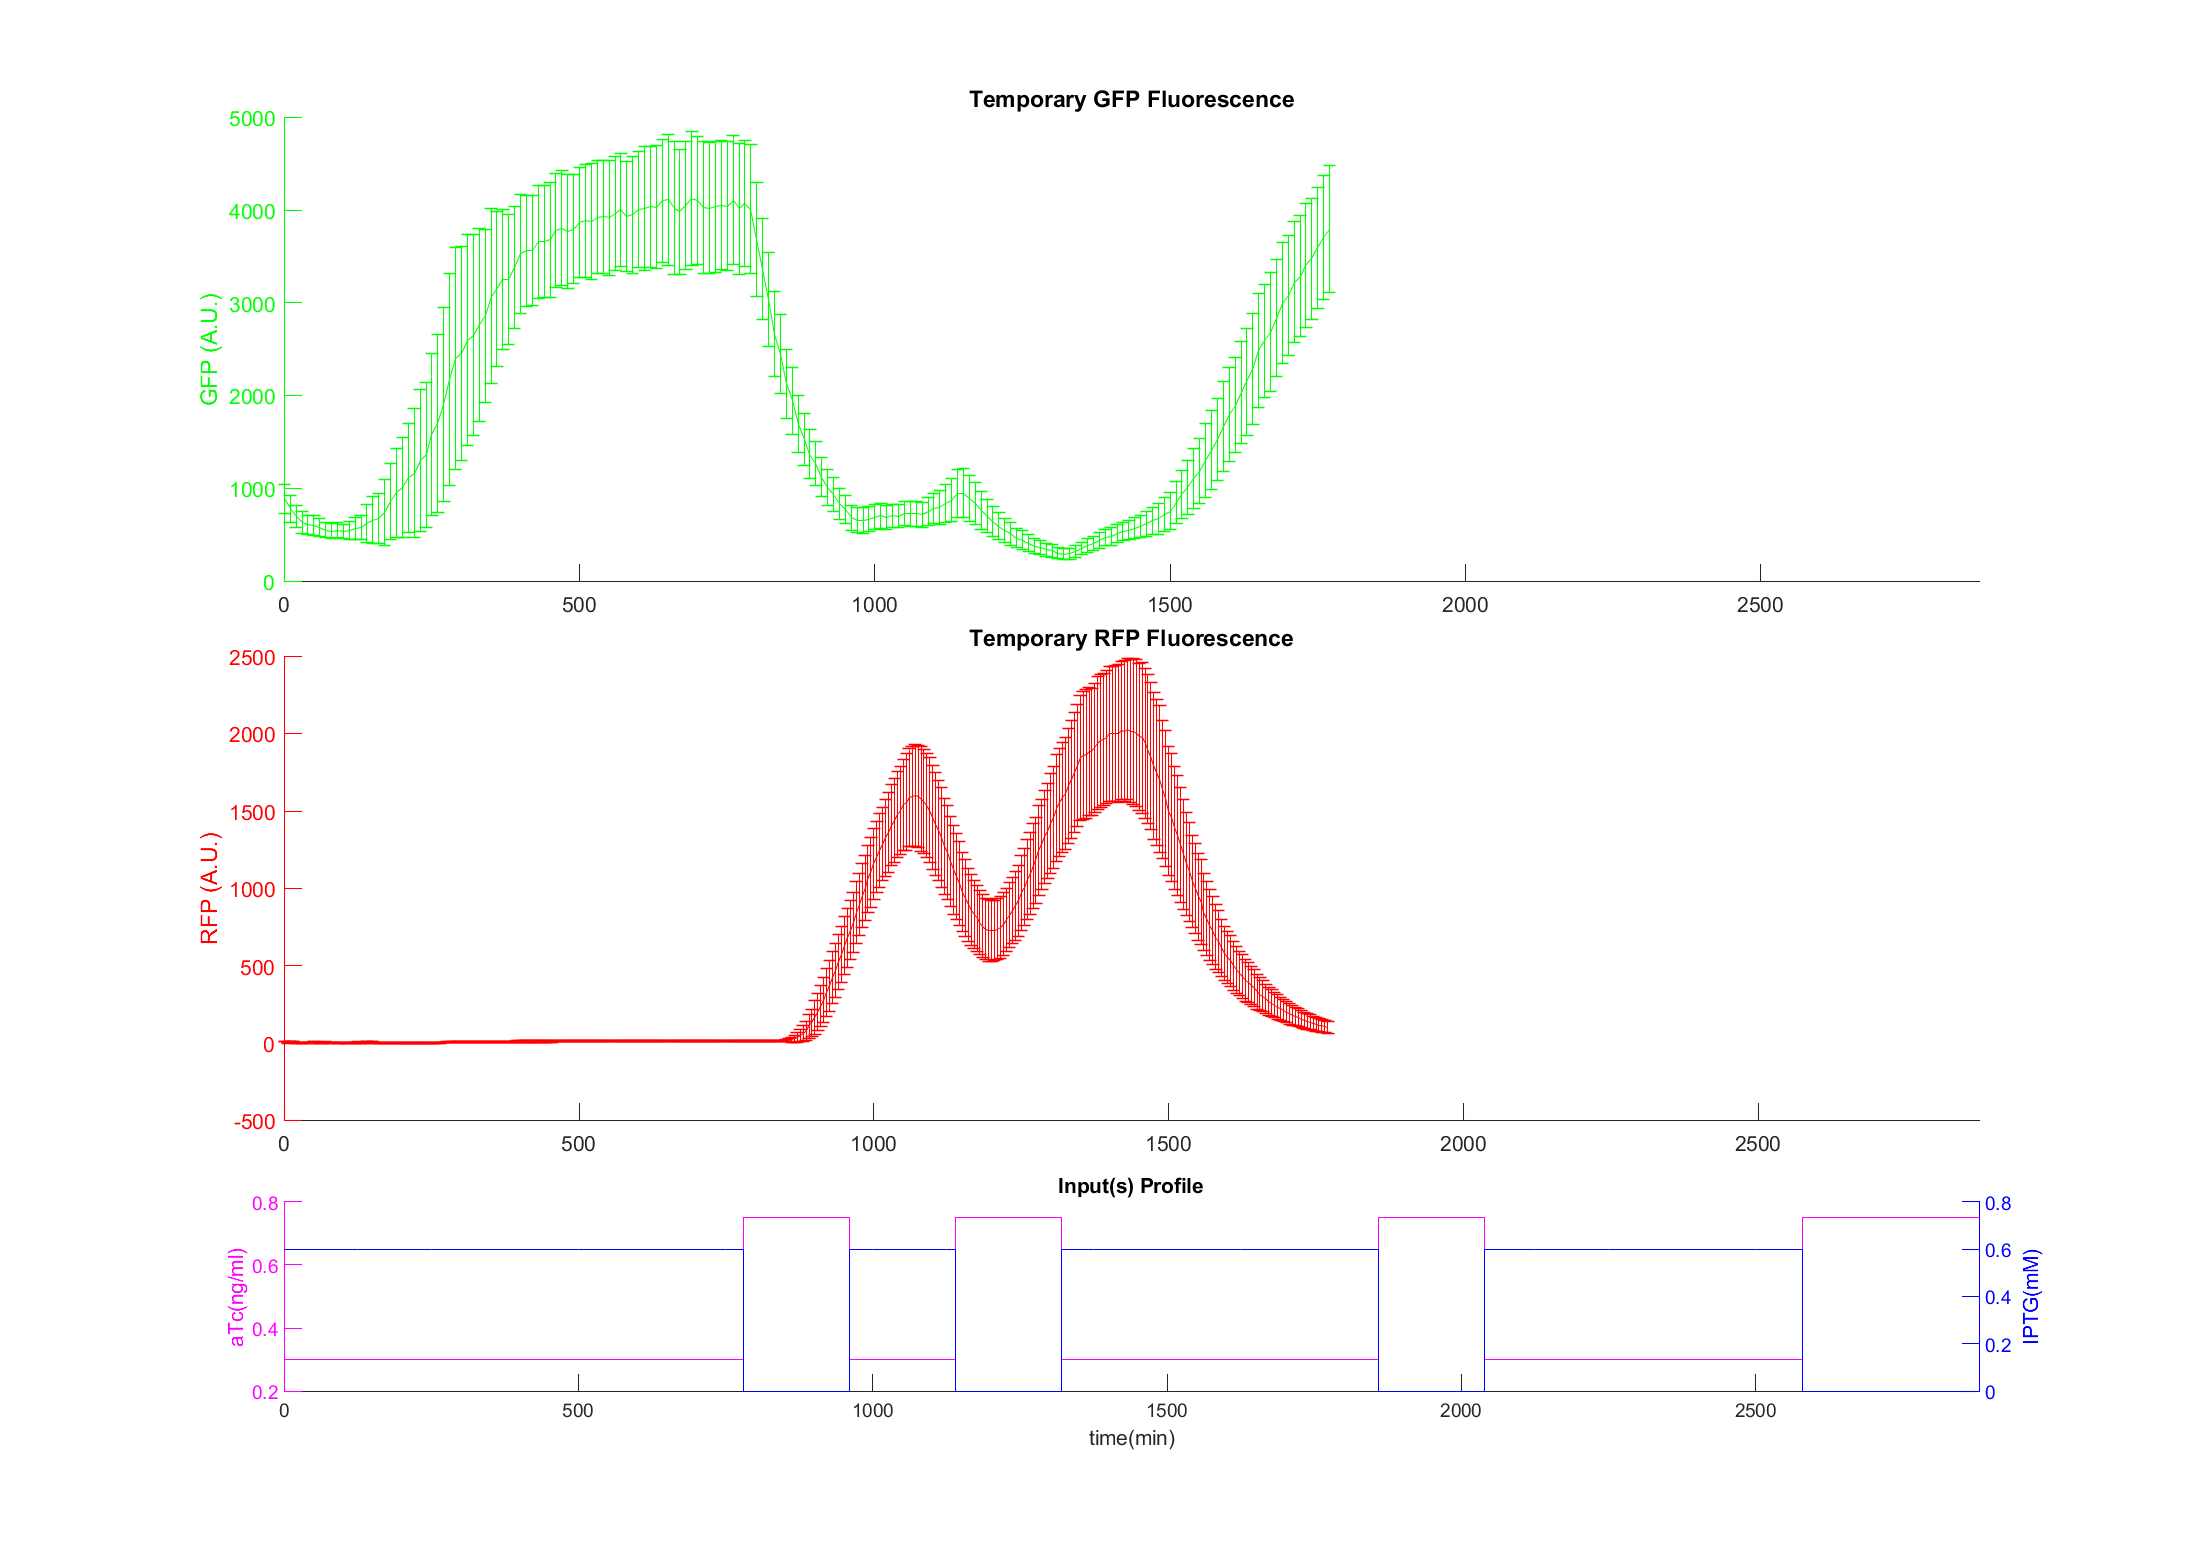 Temporary GFP Fluorescence
5000
4000
3000
2000
1000
0
GFP (A.U.)
0 500 1000 1500 2000 2500
Temporary RFP Fluorescence
2500
2000
1500
1000
500
0
-500
RFP (A.U.)
0 500 1000 1500 2000 2500
Input(s) Profile
0.8
0.6
0.4
0.2
aTc(ng/ml)
0.8
0.6
0.4
0.2
0
IPTG(mM)
0 500 1000 1500 2000 2500
time(min)